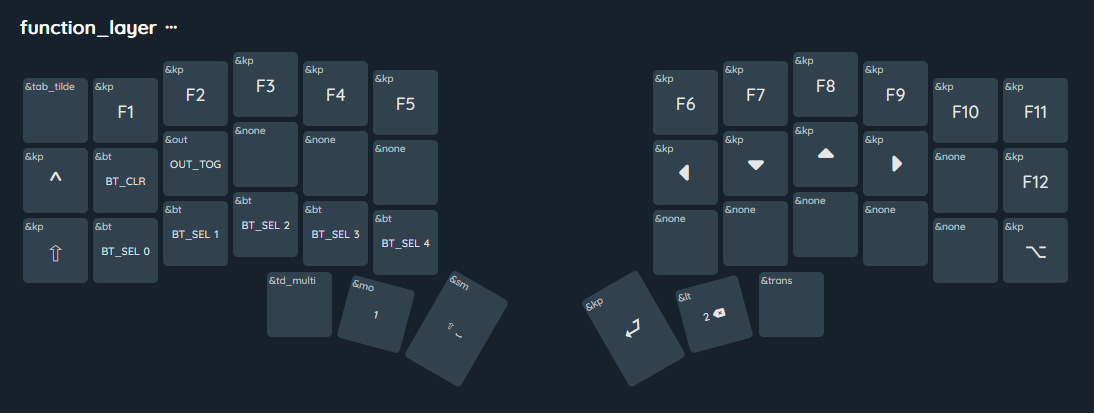 function_layer ···
&tab_tilde &kp F1 &kp F2 &kp F3 &kp F4 &kp F5 &kp F6 &kp F7 &kp F8 &kp F9 &kp F10 &kp F11
&kp ^ &bt BT_CLR &out OUT_TOG &none &none &none &kp &kp &kp &kp &none &kp F12
&kp ⇧ &bt BT_SEL 0 &bt BT_SEL 1 &bt BT_SEL 2 &bt BT_SEL 3 &bt BT_SEL 4 &none &none &none &none &none &kp ⌥
&td_multi &mo 1 &sm ⇧ ⎵ &kp ⏎ &lt 2 ⌫ &trans